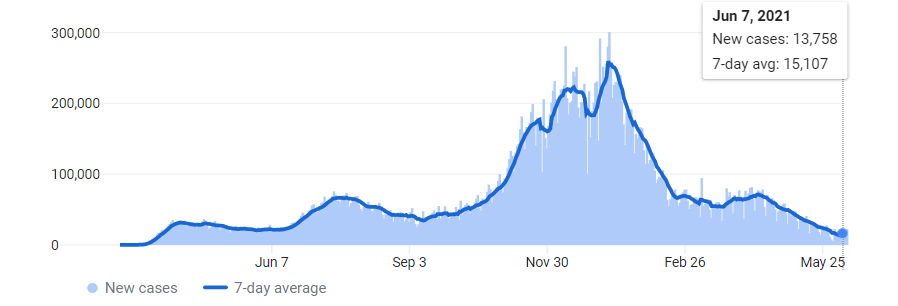 Jun 7, 2021
New cases: 13,758
7-day avg: 15,107
300,000
200,000
100,000
0
Jun 7 Sep 3 Nov 30 Feb 26 May 25
New cases 7-day average